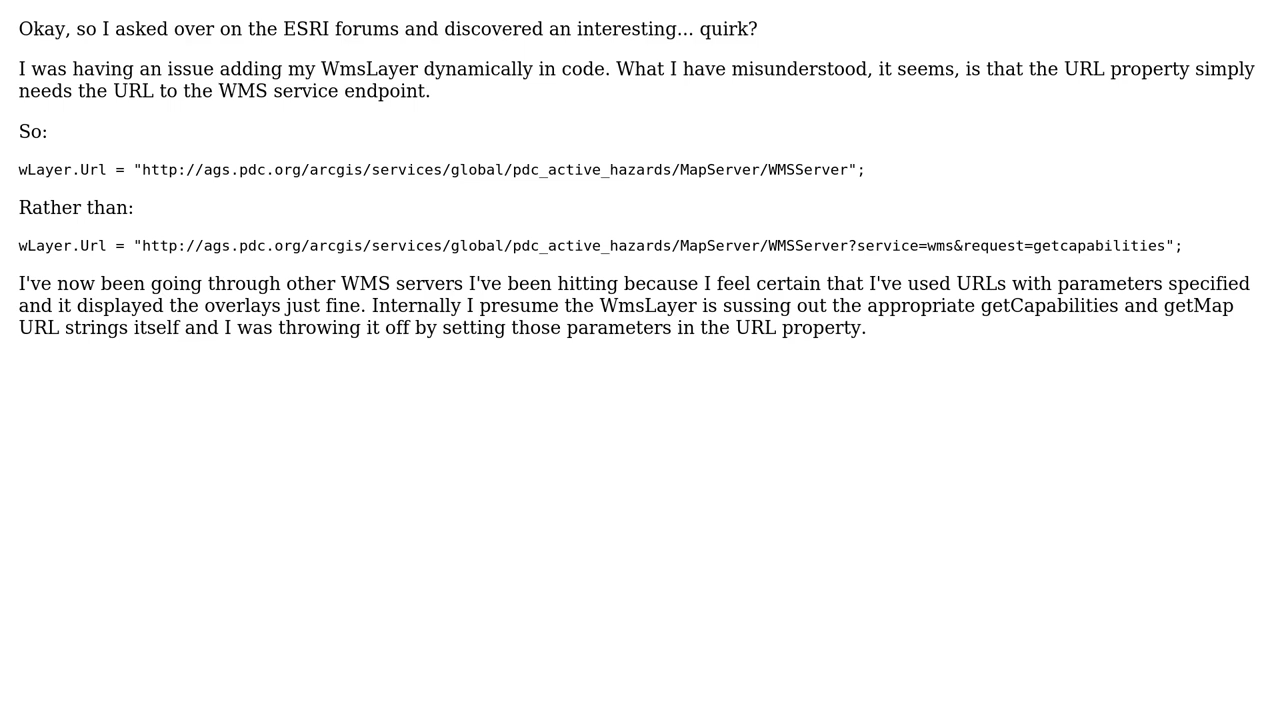 Okay, so I asked over on the ESRI forums and discovered an interesting... quirk?
I was having an issue adding my WmsLayer dynamically in code. What I have misunderstood, it seems, is that the URL property simply
needs the URL to the WMS service endpoint.
So:
wLayer.Url = "http://ags.pdc.org/arcgis/services/global/pdc_active_hazards/MapServer/WMSServer";
Rather than:
wLayer.Url = "http://ags.pdc.org/arcgis/services/global/pdc_active_hazards/MapServer/WMSServer?service=wms&request=getcapabilities";
I've now been going through other WMS servers I've been hitting because I feel certain that I've used URLs with parameters specified
and it displayed the overlays just fine. Internally I presume the WmsLayer is sussing out the appropriate getCapabilities and getMap
URL strings itself and I was throwing it off by setting those parameters in the URL property.